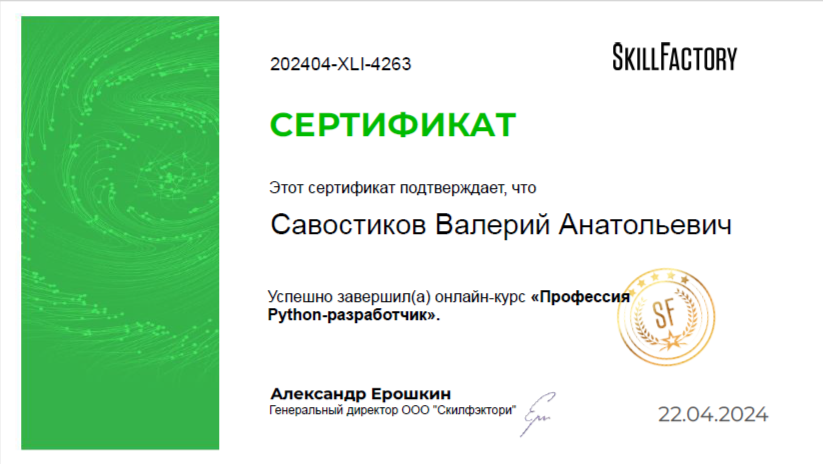 202404-XLI-4263
SKILLFACTORY
СЕРТИФИКАТ
Этот сертификат подтверждает, что
Савостиков Валерий Анатольевич
Успешно завершил(а) онлайн-курс «Профессия
Python-разработчик».
SF
Александр Ерошкин
Генеральный директор ООО "Скилфэктори"
22.04.2024